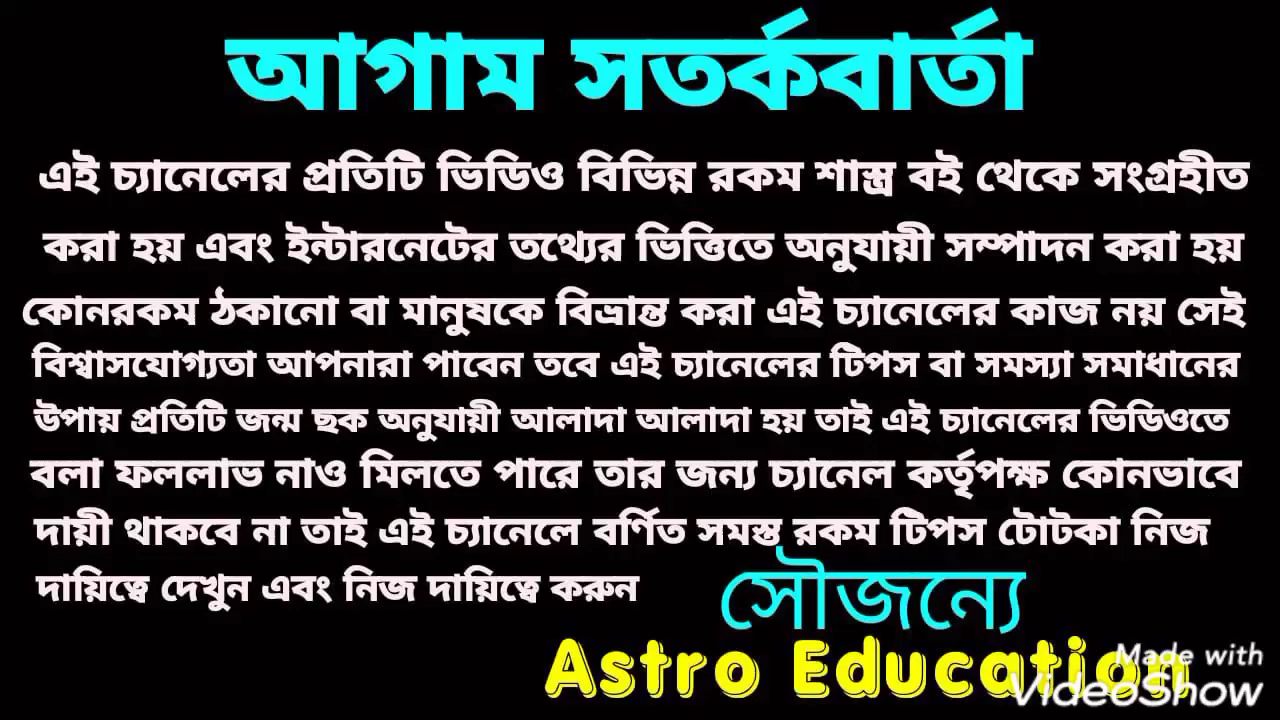 আগাম সতর্কবার্তা
এই চ্যানেলের প্রতিটি ভিডিও বিভিন্ন রকম শাস্ত্র বই থেকে সংগ্রহীত
করা হয় এবং ইন্টারনেটের তথ্যের ভিত্তিতে অনুযায়ী সম্পাদন করা হয়
কোনরকম ঠকানো বা মানুষকে বিভ্রান্ত করা এই চ্যানেলের কাজ নয় সেই
বিশ্বাসযোগ্যতা আপনারা পাবেন তবে এই চ্যানেলের টিপস বা সমস্যা সমাধানের
উপায় প্রতিটি জন্ম ছক অনুযায়ী আলাদা আলাদা হয় তাই এই চ্যানেলের ভিডিওতে
বলা ফললাভ নাও মিলতে পারে তার জন্য চ্যানেল কর্তৃপক্ষ কোনভাবে
দায়ী থাকবে না তাই এই চ্যানেলে বর্ণিত সমস্ত রকম টিপস টোটকা নিজ
দায়িত্বে দেখুন এবং নিজ দায়িত্বে করুন
সৌজন্যে
Astro Education
Made with
VideoShow